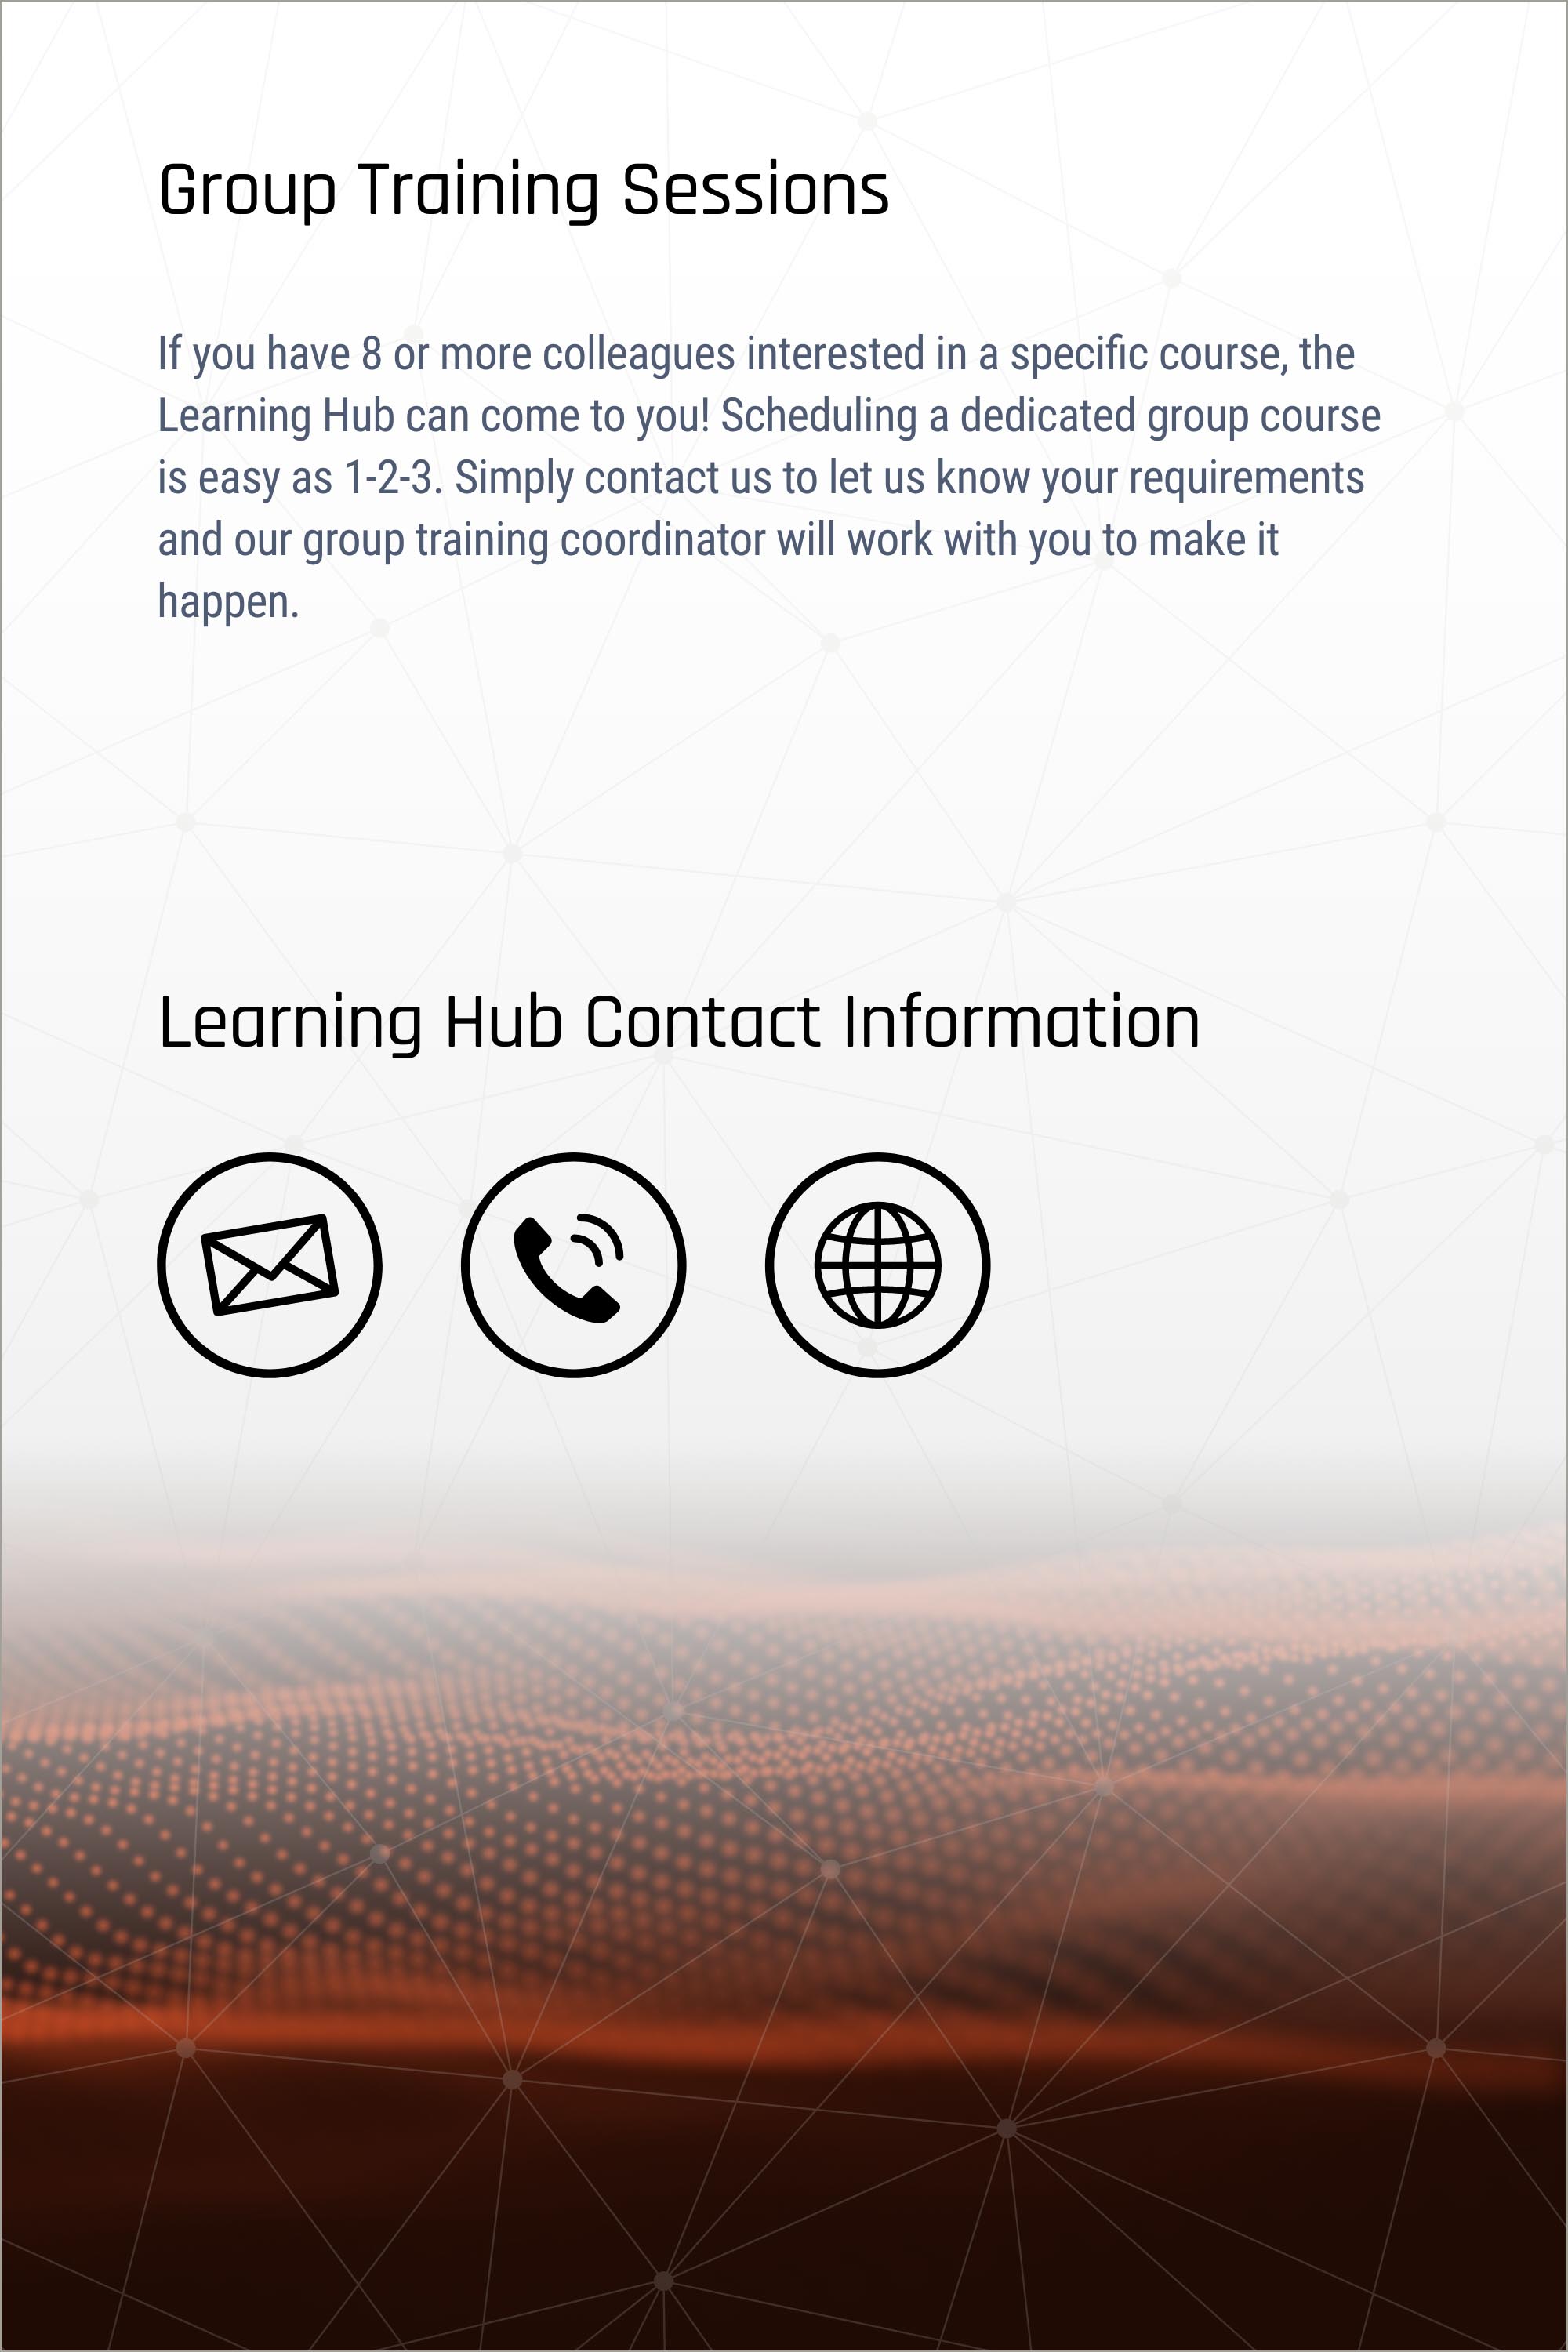 Group Training Sessions
If you have 8 or more colleagues interested in a specific course, the
Learning Hub can come to you! Scheduling a dedicated group course
is easy as 1-2-3. Simply contact us to let us know your requirements
and our group training coordinator will work with you to make it
happen.
Learning Hub Contact Information